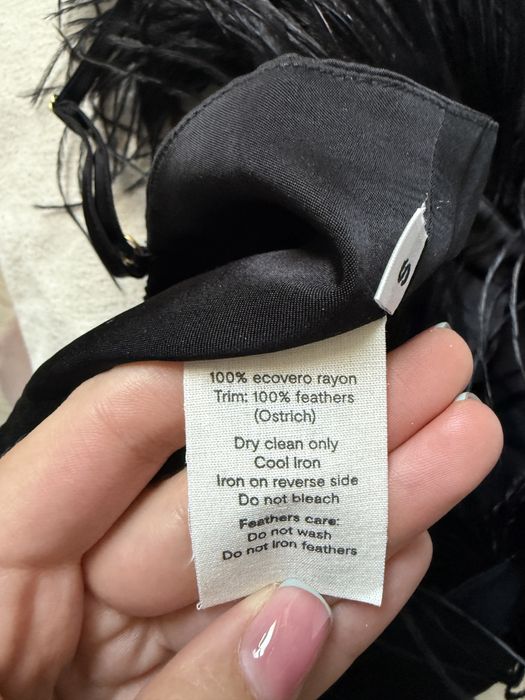 S
100% ecovero rayon
Trim: 100% feathers
(Ostrich)
Dry clean only
Cool Iron
Iron on reverse side
Do not bleach
Feathers care:
Do not wash
Do not Iron feathers